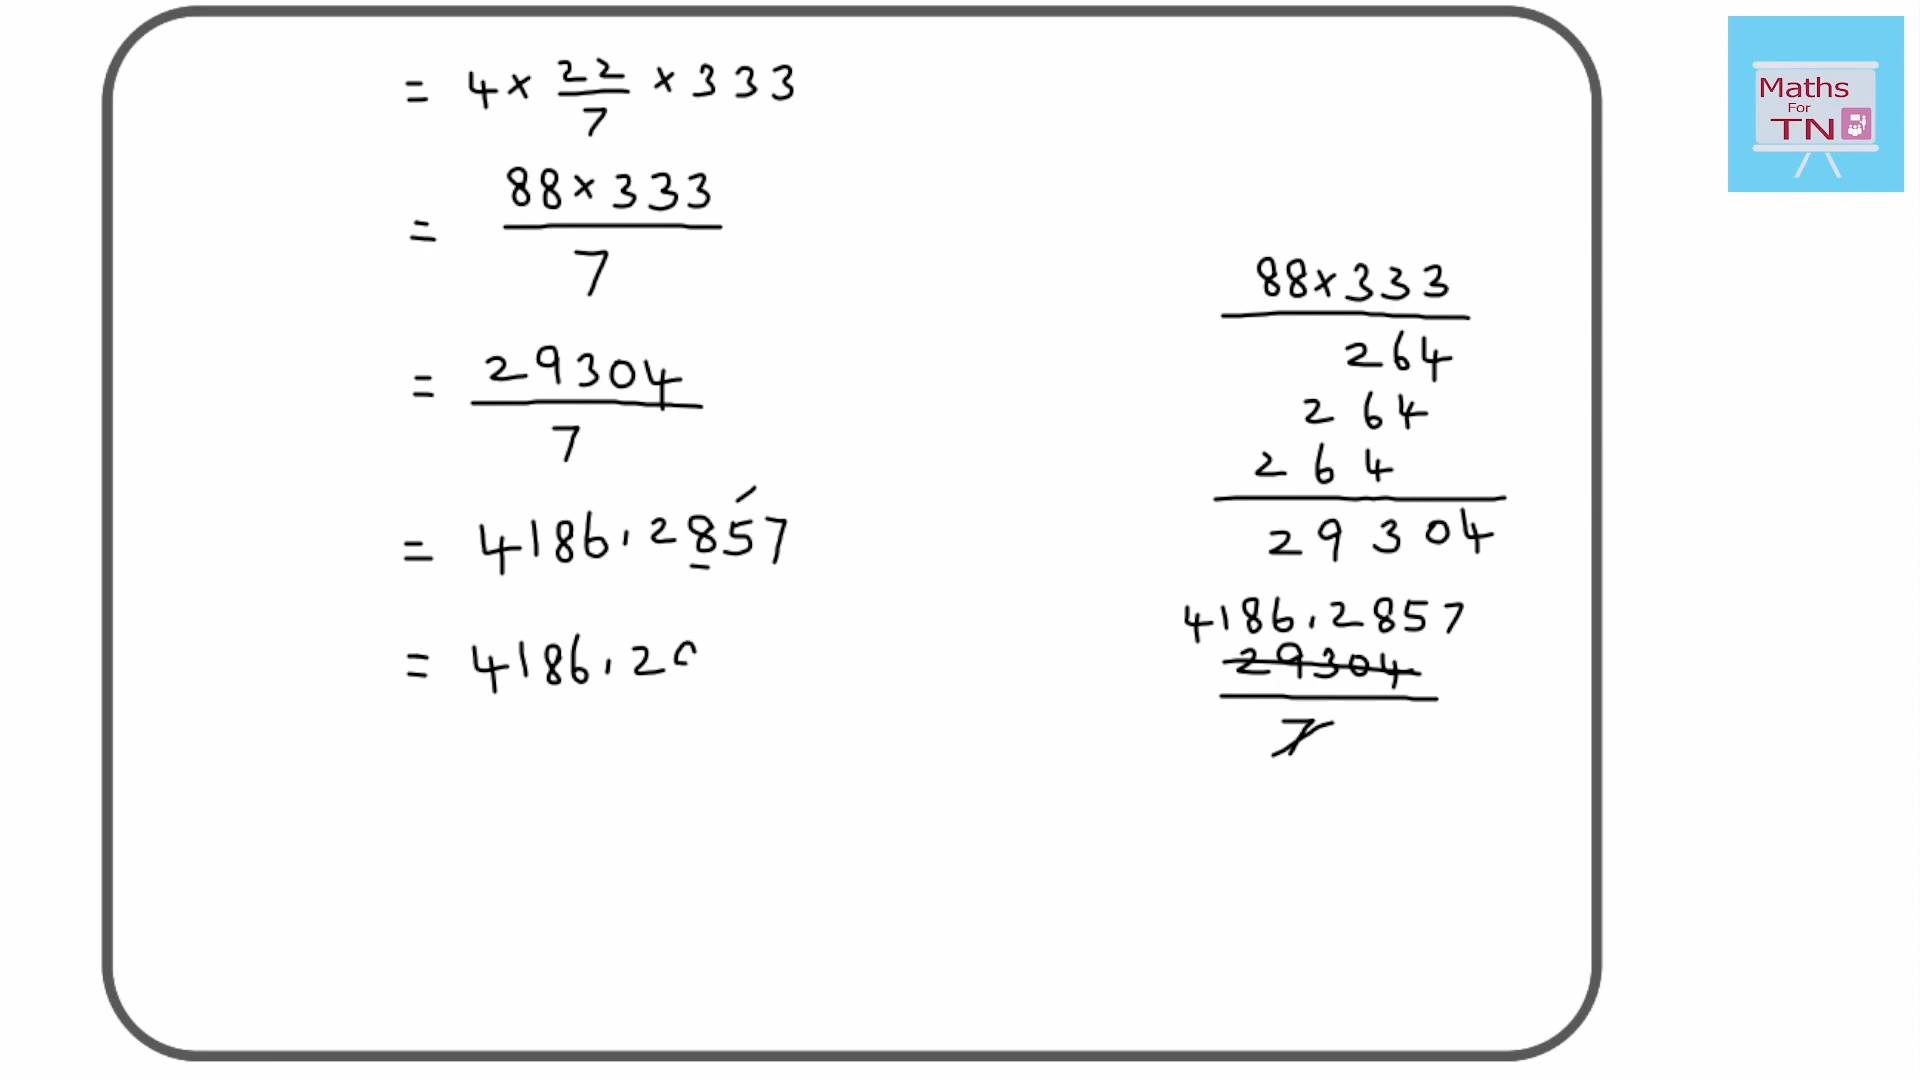 = 4 × 22/7 × 333
= 88 × 333 / 7
= 29304 / 7
= 4186.2857
= 4186.2
88×333
264
264
264
29304
4186.2857
29304
7
Maths
For
TN